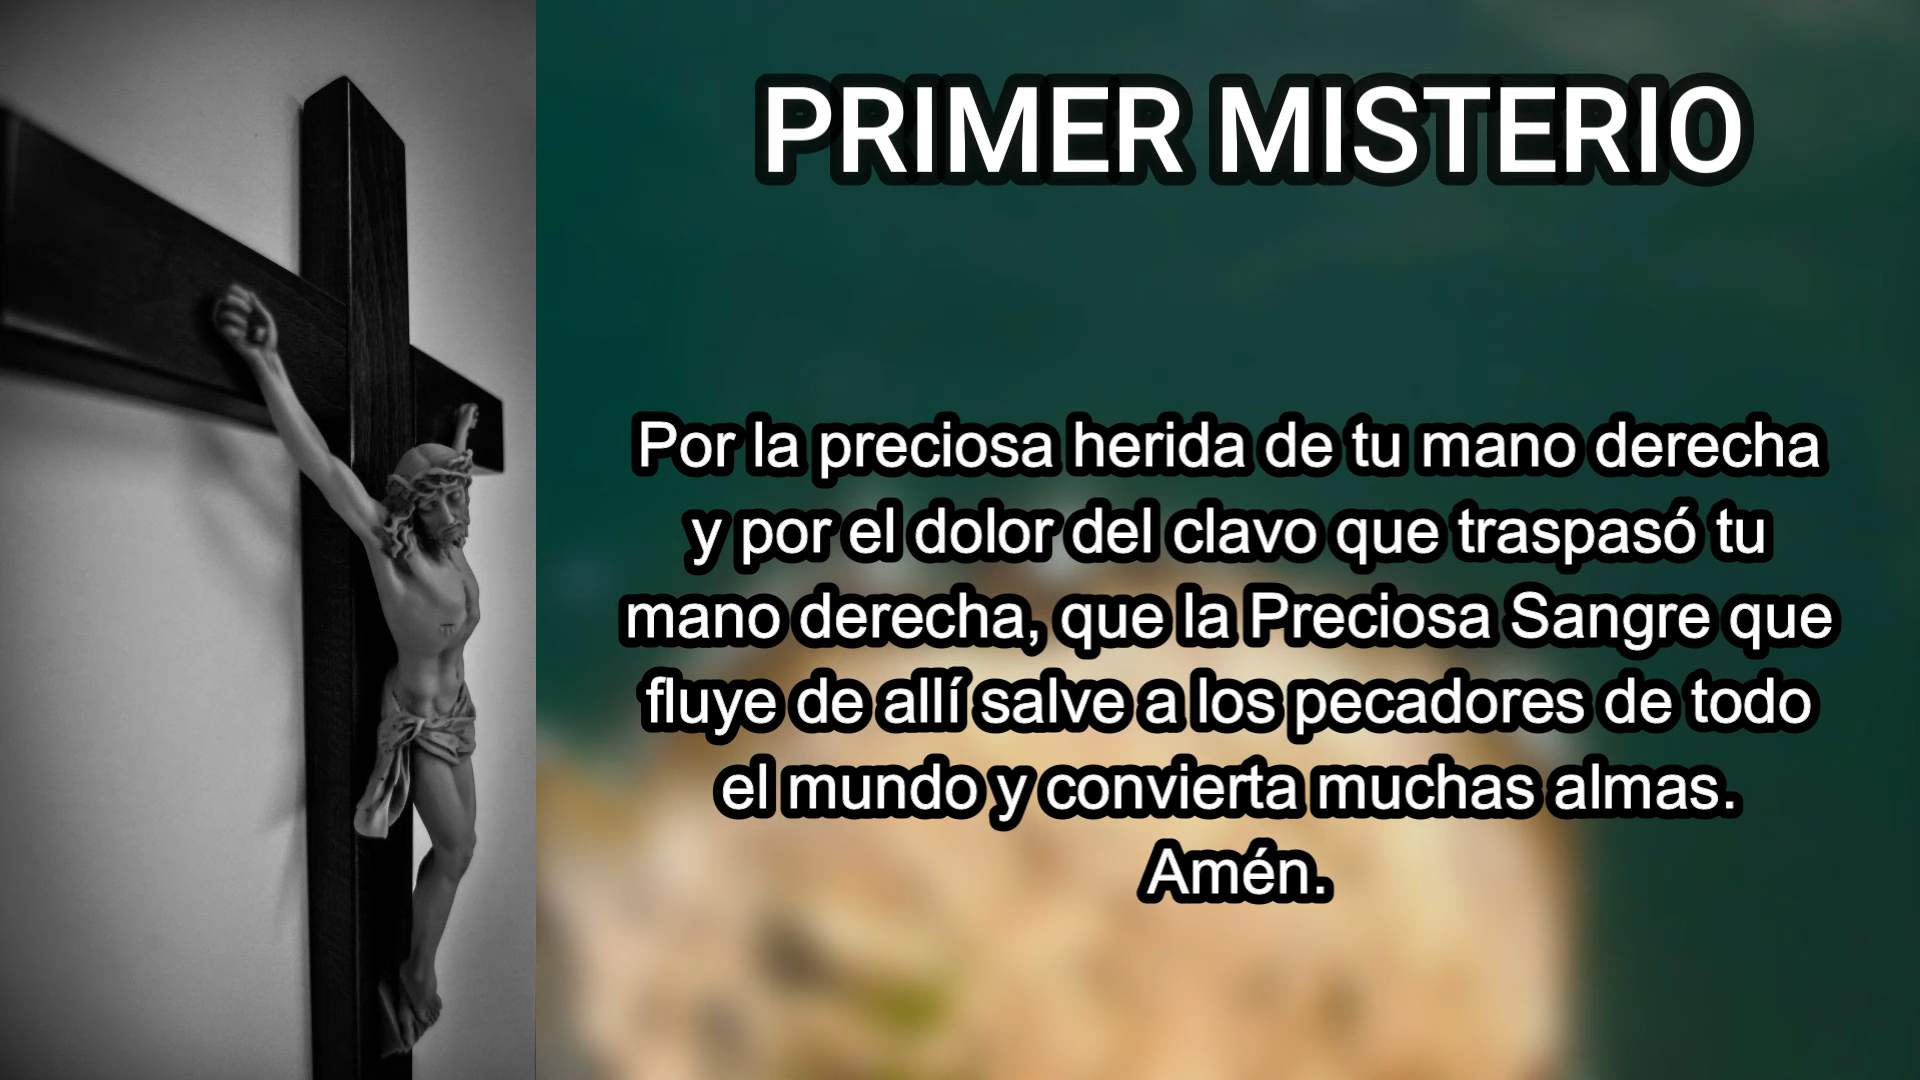 PRIMER MISTERIO
Por la preciosa herida de tu mano derecha
y por el dolor del clavo que traspasó tu
mano derecha, que la Preciosa Sangre que
fluye de allí salve a los pecadores de todo
el mundo y convierta muchas almas.
Amén.